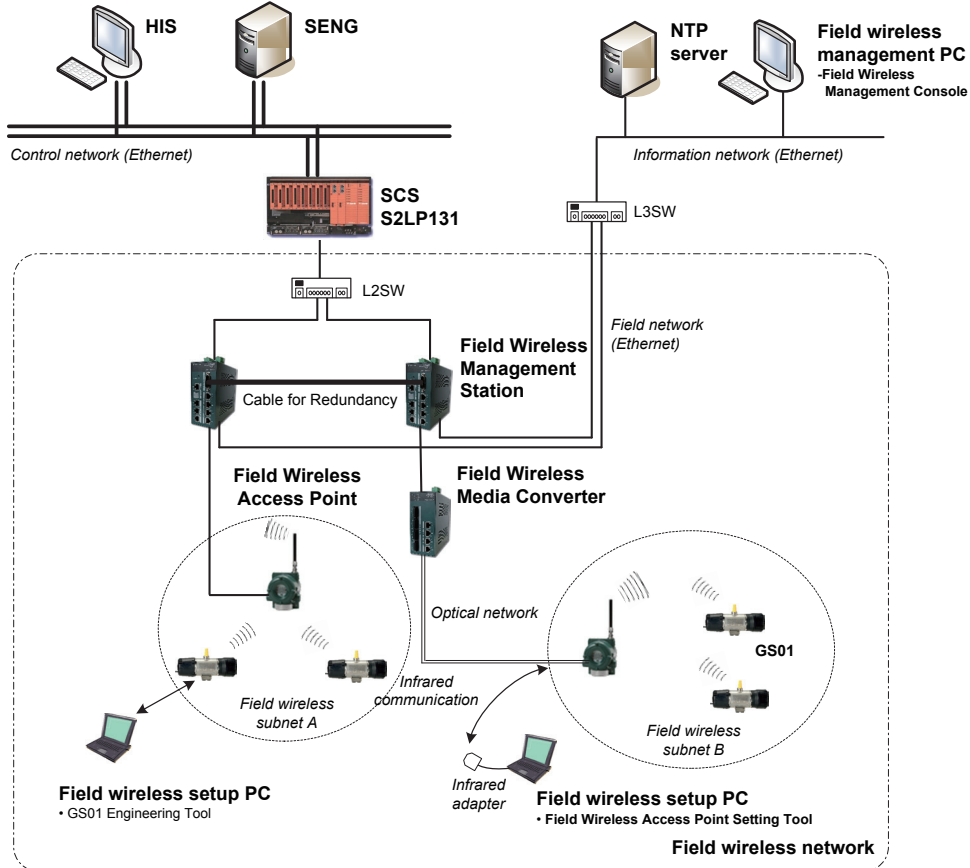 HIS
SENG
NTP
server
Field wireless
management PC
-Field Wireless
Management Console
Control network (Ethernet)
Information network (Ethernet)
SCS
S2LP131
L3SW
L2SW
Field network
(Ethernet)
Field Wireless
Management
Station
Cable for Redundancy
Field Wireless
Access Point
Field Wireless
Media Converter
Optical network
GS01
Infrared
communication
Field wireless
subnet A
Field wireless
subnet B
Infrared
adapter
Field wireless setup PC
• GS01 Engineering Tool
Field wireless setup PC
• Field Wireless Access Point Setting Tool
Field wireless network